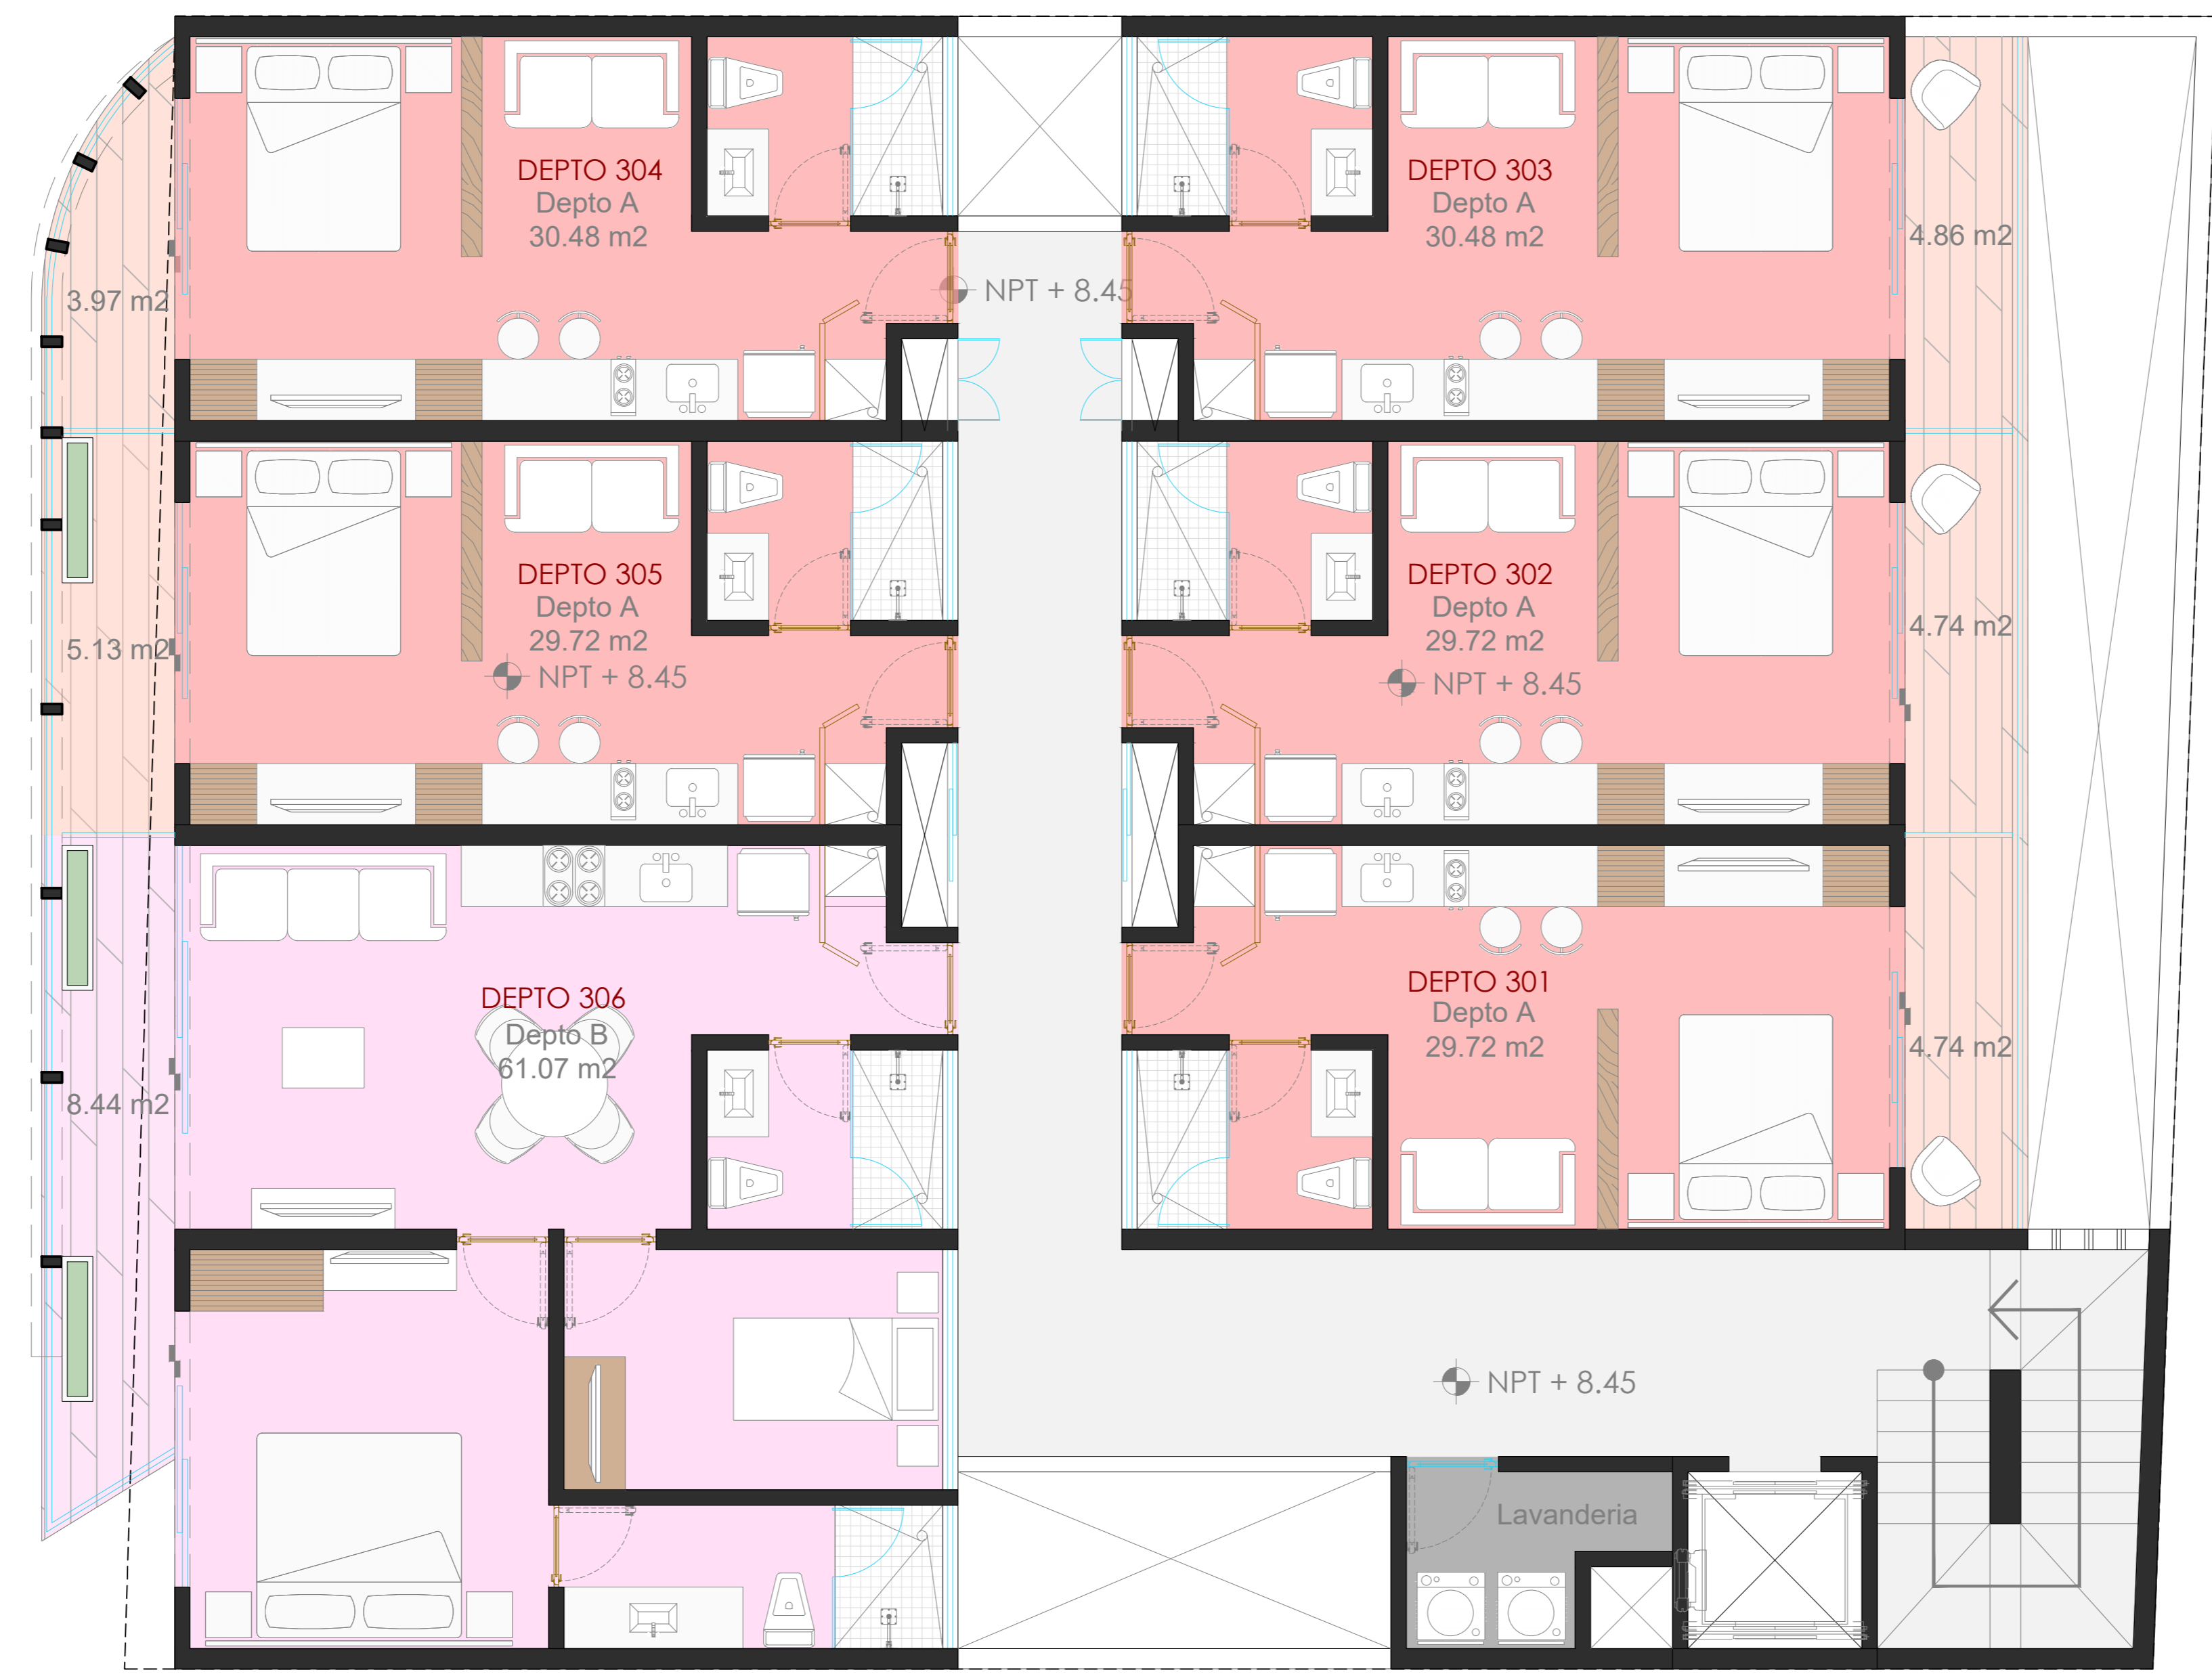 DEPTO 304
Depto A
30.48 m2
DEPTO 303
Depto A
30.48 m2
4.86 m2
3.97 m2
NPT + 8.45
DEPTO 305
Depto A
29.72 m2
NPT + 8.45
DEPTO 302
Depto A
29.72 m2
NPT + 8.45
4.74 m2
5.13 m2
DEPTO 306
Depto B
61.07 m2
DEPTO 301
Depto A
29.72 m2
4.74 m2
8.44 m2
NPT + 8.45
Lavanderia